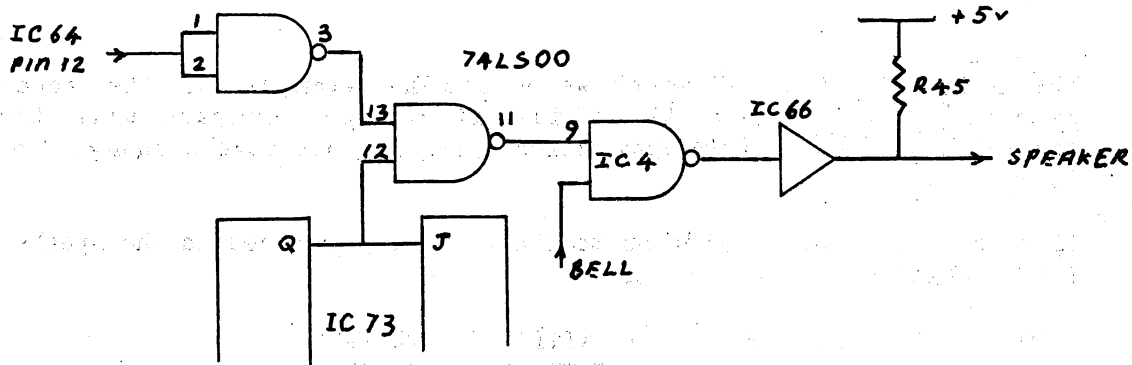 IC 64
PIN 12
1
2
3
74LS00
13
12
11
9
IC 4
IC 66
+5v
R45
SPEAKER
BELL
Q
J
IC 73